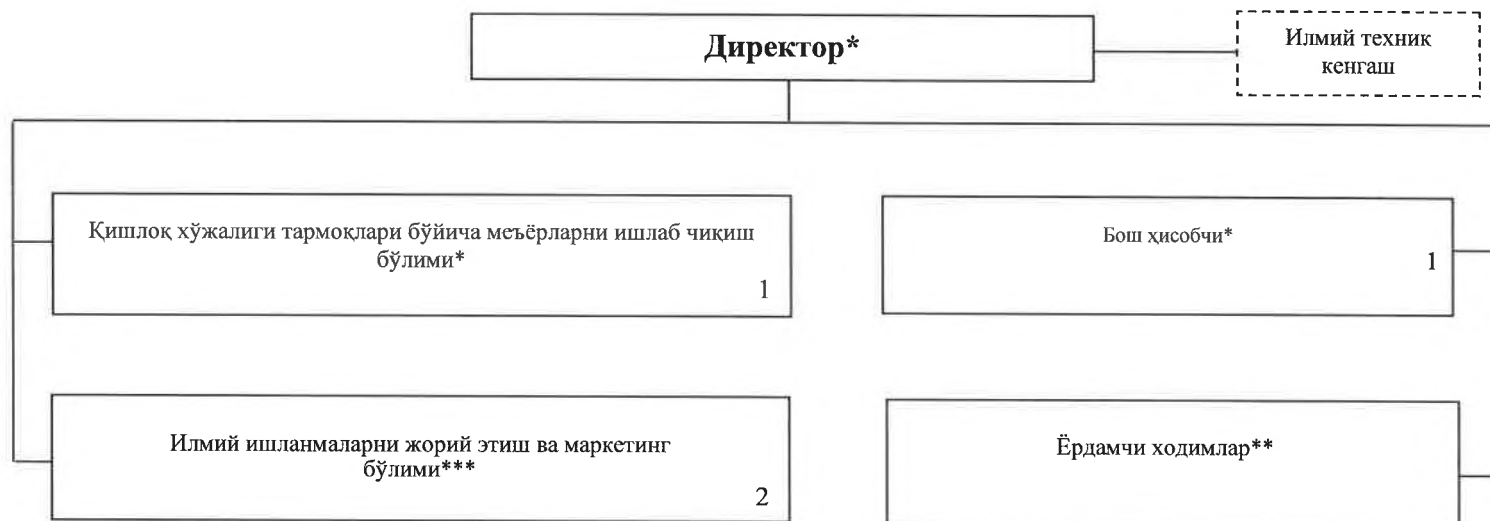 Директор*
Илмий техник
кенгаш
Қишлоқ хўжалиги тармоқлари бўйича меъёрларни ишлаб чиқиш
бўлими*
1
Бош ҳисобчи*
1
Илмий ишланмаларни жорий этиш ва маркетинг
бўлими***
2
Ёрдамчи ходимлар**